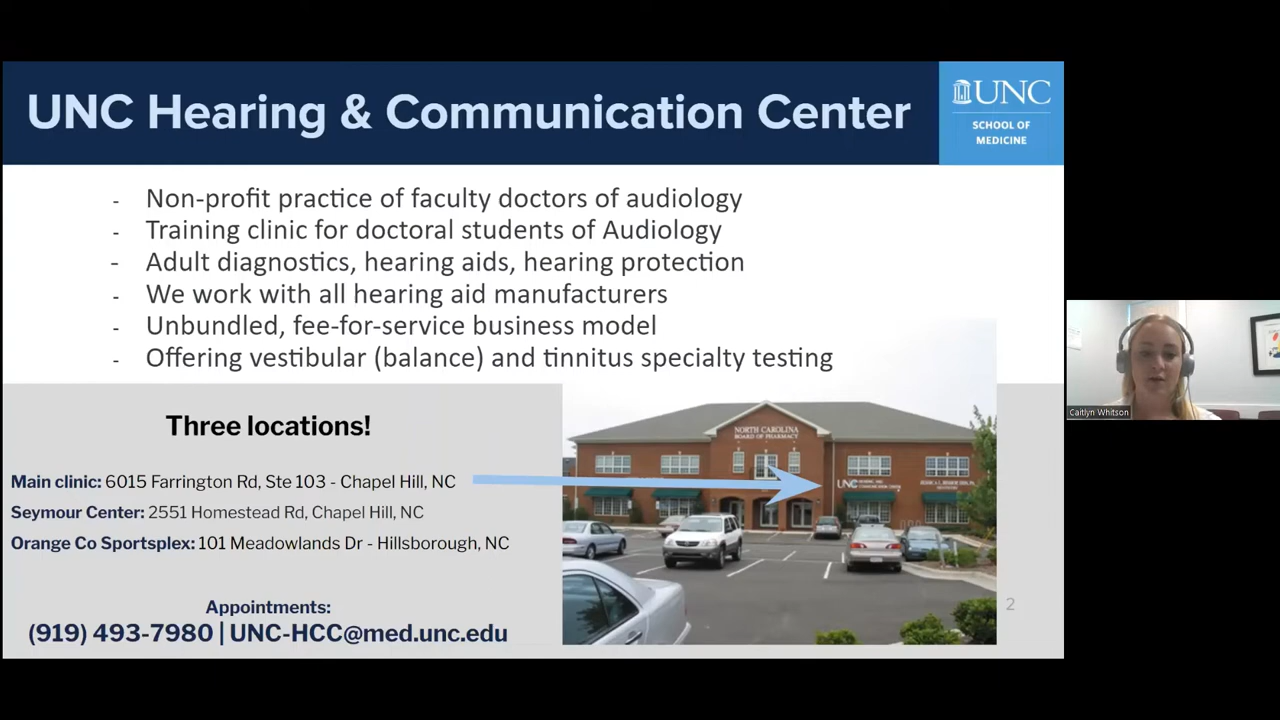 UNC Hearing & Communication Center
UNC
SCHOOL OF
MEDICINE
- Non-profit practice of faculty doctors of audiology
- Training clinic for doctoral students of Audiology
- Adult diagnostics, hearing aids, hearing protection
- We work with all hearing aid manufacturers
- Unbundled, fee-for-service business model
- Offering vestibular (balance) and tinnitus specialty testing
Three locations!
Main clinic: 6015 Farrington Rd, Ste 103 - Chapel Hill, NC
Seymour Center: 2551 Homestead Rd, Chapel Hill, NC
Orange Co Sportsplex: 101 Meadowlands Dr - Hillsborough, NC
Appointments:
(919) 493-7980 | UNC-HCC@med.unc.edu
NORTH CAROLINA
BOARD OF PHARMACY
UNC
2
Caitlyn Whitson